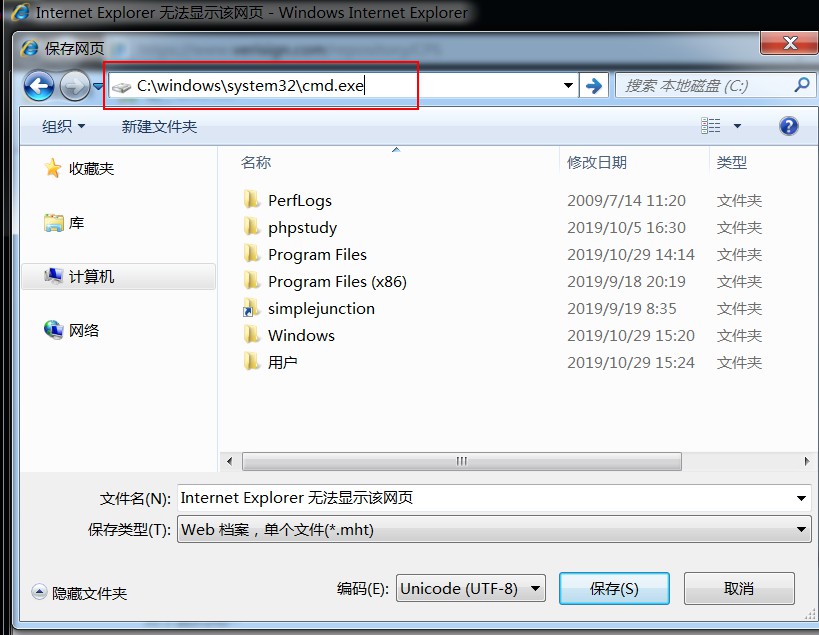 Internet Explorer 无法显示该网页 - Windows Internet Explorer
保存网页
C:\windows\system32\cmd.exe
搜索 本地磁盘 (C:)
组织 新建文件夹
名称 修改日期 类型
收藏夹
库
计算机
网络
PerfLogs 2009/7/14 11:20 文件夹
phpstudy 2019/10/5 16:30 文件夹
Program Files 2019/10/29 14:14 文件夹
Program Files (x86) 2019/9/18 20:19 文件夹
simplejunction 2019/9/19 8:35 文件夹
Windows 2019/10/29 15:20 文件夹
用户 2019/10/29 15:24 文件夹
文件名(N): Internet Explorer 无法显示该网页
保存类型(T): Web 档案，单个文件(*.mht)
隐藏文件夹 编码(E): Unicode (UTF-8) 保存(S) 取消